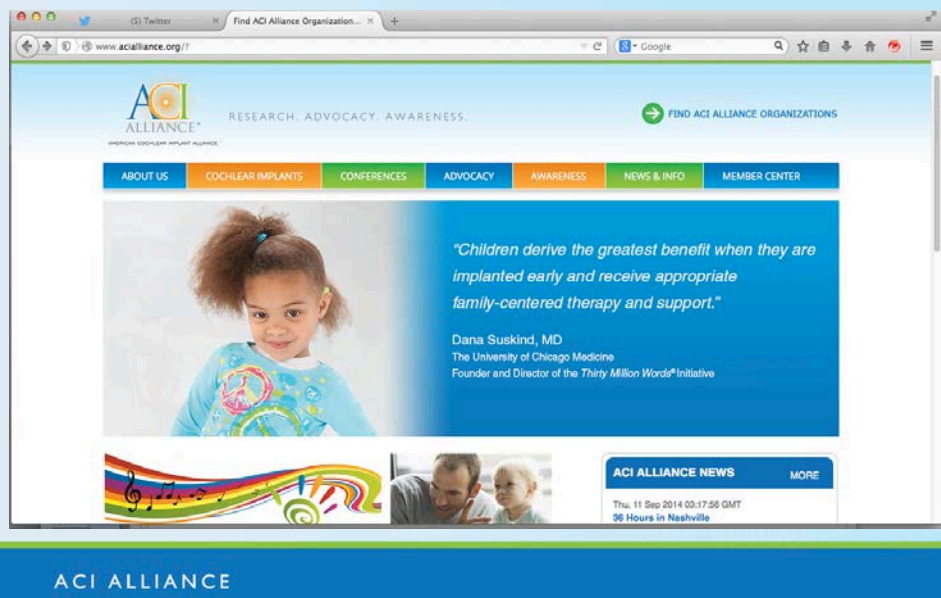 (5) Twitter
Find ACI Alliance Organization...
www.acialliance.org/?
Google
ACI
ALLIANCE
AMERICAN COCHLEAR IMPLANT ALLIANCE
RESEARCH. ADVOCACY. AWARENESS.
FIND ACI ALLIANCE ORGANIZATIONS
ABOUT US COCHLEAR IMPLANTS CONFERENCES ADVOCACY AWARENESS NEWS & INFO MEMBER CENTER
"Children derive the greatest benefit when they are
implanted early and receive appropriate
family-centered therapy and support."
Dana Suskind, MD
The University of Chicago Medicine
Founder and Director of the Thirty Million Words® Initiative
ACI ALLIANCE NEWS MORE
Thu, 11 Sep 2014 03:17:56 GMT
36 Hours in Nashville
ACI ALLIANCE